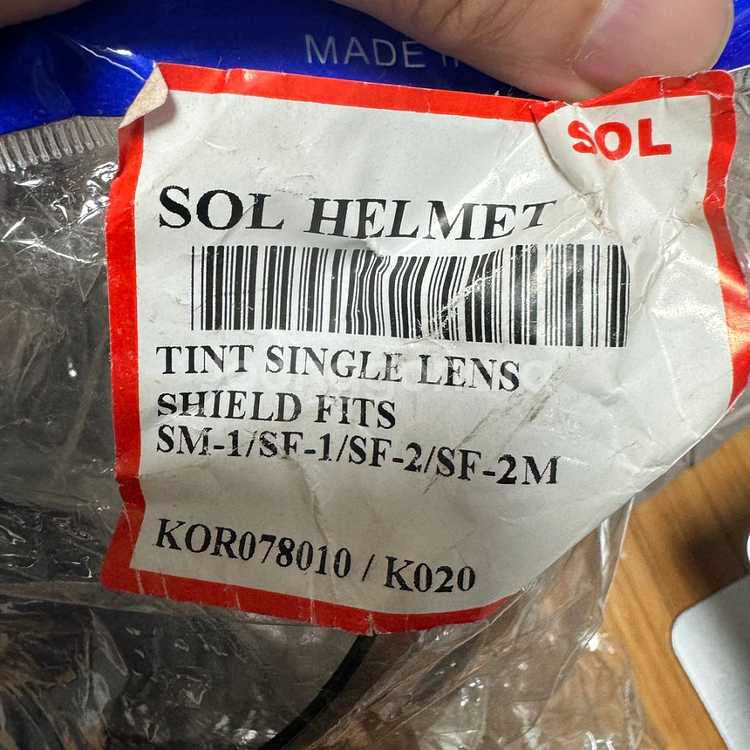 MADE I
SOL
SOL HELMET
TINT SINGLE LENS
SHIELD FITS
SM-1/SF-1/SF-2/SF-2M
KOR078010 / K020